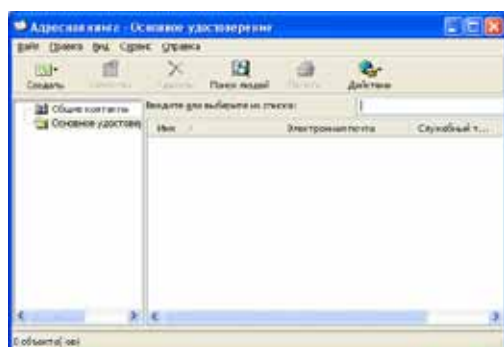 Адресная книга - Основное удостоверение
Файл Правка Вид Сервис Справка
Создать Свойства Удалить Поиск людей Печать Действие
Общие контакты
Основное удостовер
Введите или выберите из списка:
Имя Электронная почта Служебный т...
0 объекта(-ов)